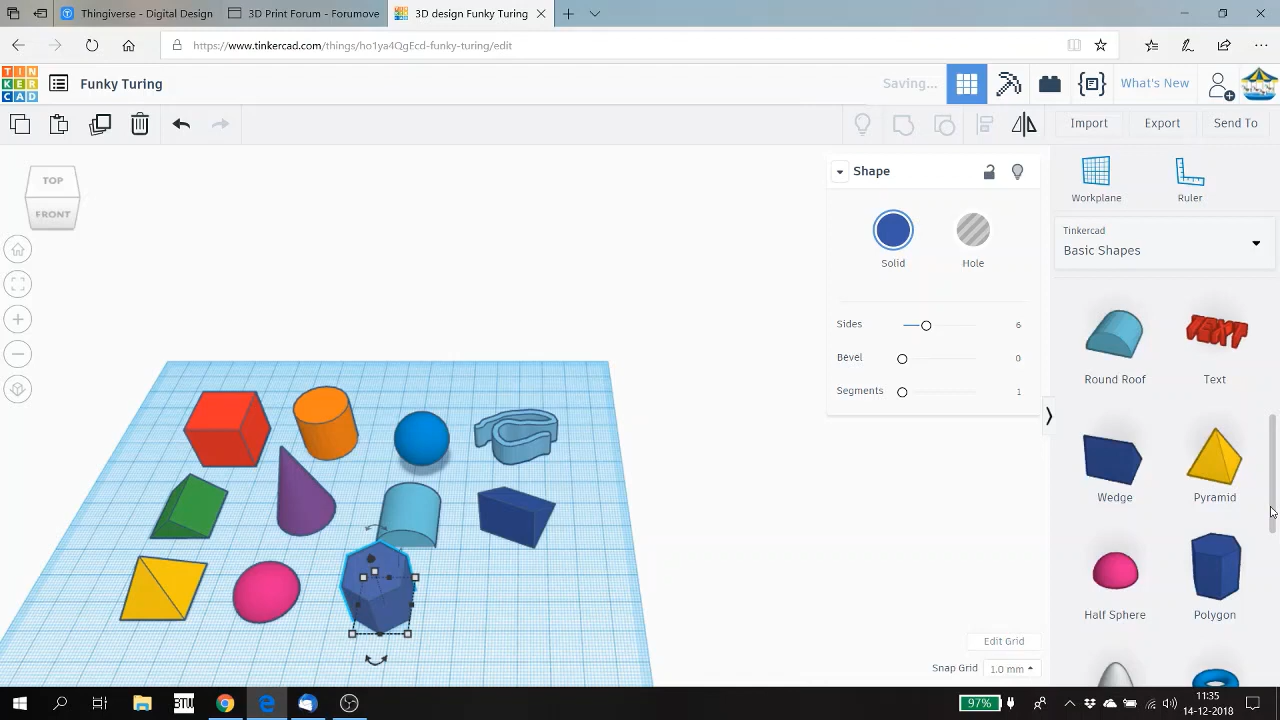 Thingiverse - Digital Design
3D Print Forum - Forumove
3D design Funky Turing
https://www.tinkercad.com/things/ho1ya4QgEcd-funky-turing/edit
TIN
KER
CAD
Funky Turing
Saving...
What's New
Import
Export
Send To
TOP
FRONT
Shape
Solid
Hole
Sides
6
Bevel
0
Segments
1
Workplane
Ruler
Tinkercad
Basic Shapes
TEXT
Round Roof
Text
Wedge
Pyramid
Half Sphere
Polygon
Edit Grid
Snap Grid
1.0 mm
BTW
97%
11:35
14-12-2018